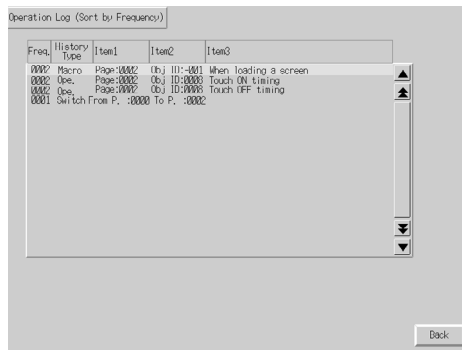 Operation Log (Sort by Frequency)
Freq. History Type Item1 Item2 Item3
0002 Macro Page:0002 Obj ID:-001 When loading a screen
0002 Ope. Page:0002 Obj ID:0008 Touch ON timing
0002 Ope. Page:0002 Obj ID:0008 Touch OFF timing
0001 Switch From P. :0000 To P. :0002
Back